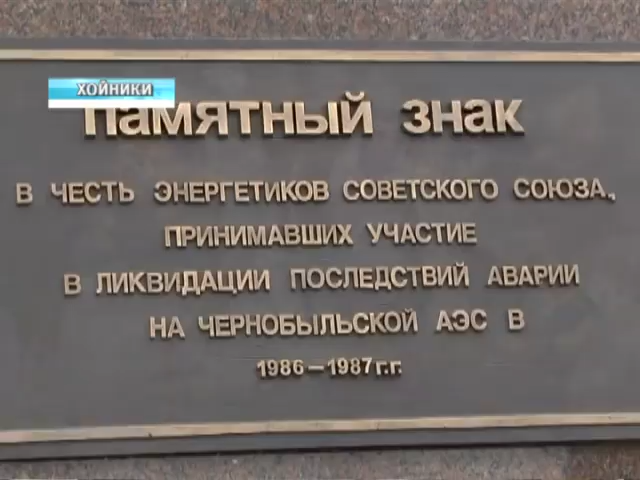 ХОЙНИКИ
Памятный знак
В ЧЕСТЬ ЭНЕРГЕТИКОВ СОВЕТСКОГО СОЮЗА,
ПРИНИМАВШИХ УЧАСТИЕ
В ЛИКВИДАЦИИ ПОСЛЕДСТВИЙ АВАРИИ
НА ЧЕРНОБЫЛЬСКОЙ АЭС В
1986–1987 г.г.